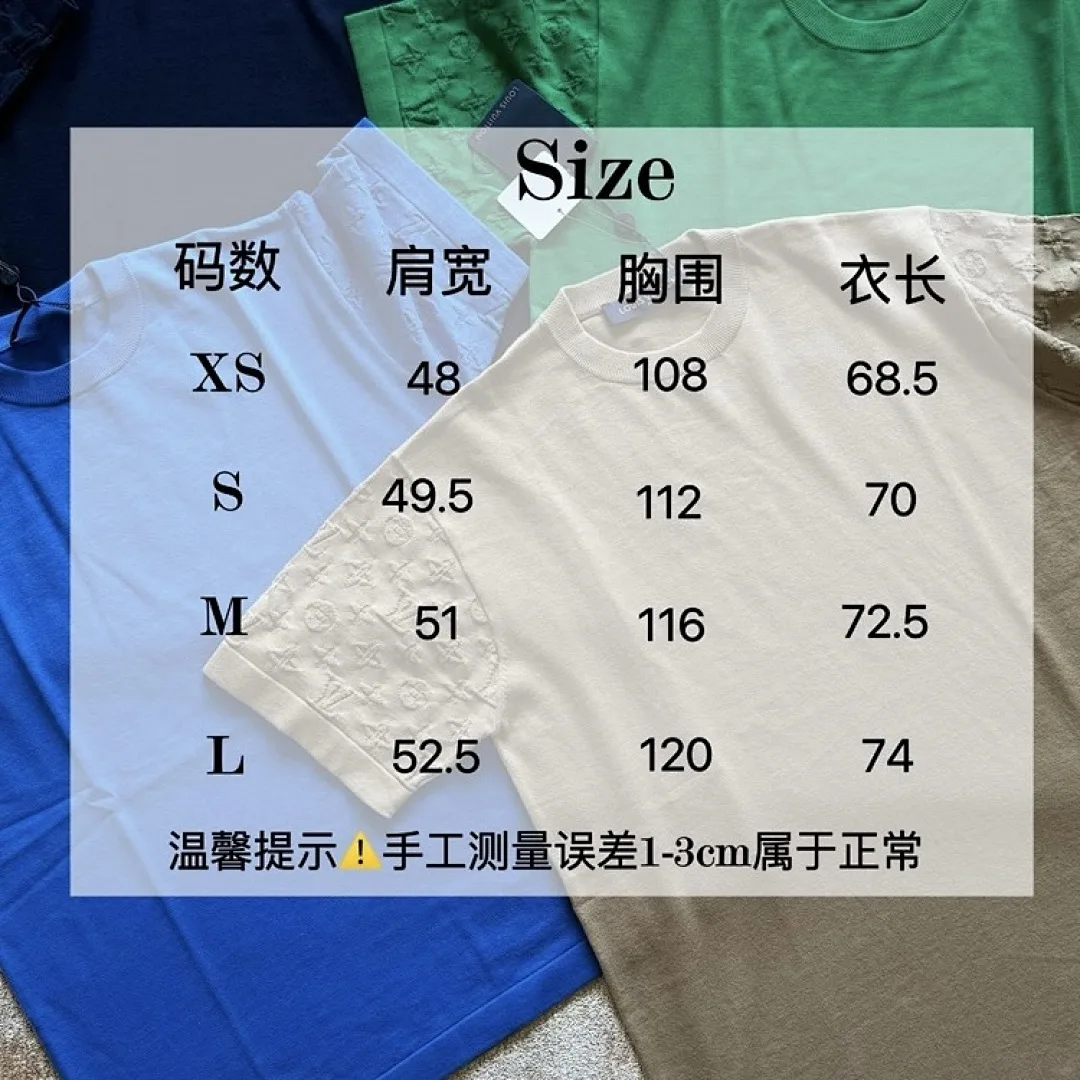 LOUIS VUITTON
Size
码数 肩宽 胸围 衣长
XS 48 108 68.5
S 49.5 112 70
M 51 116 72.5
L 52.5 120 74
温馨提示⚠️手工测量误差1-3cm属于正常